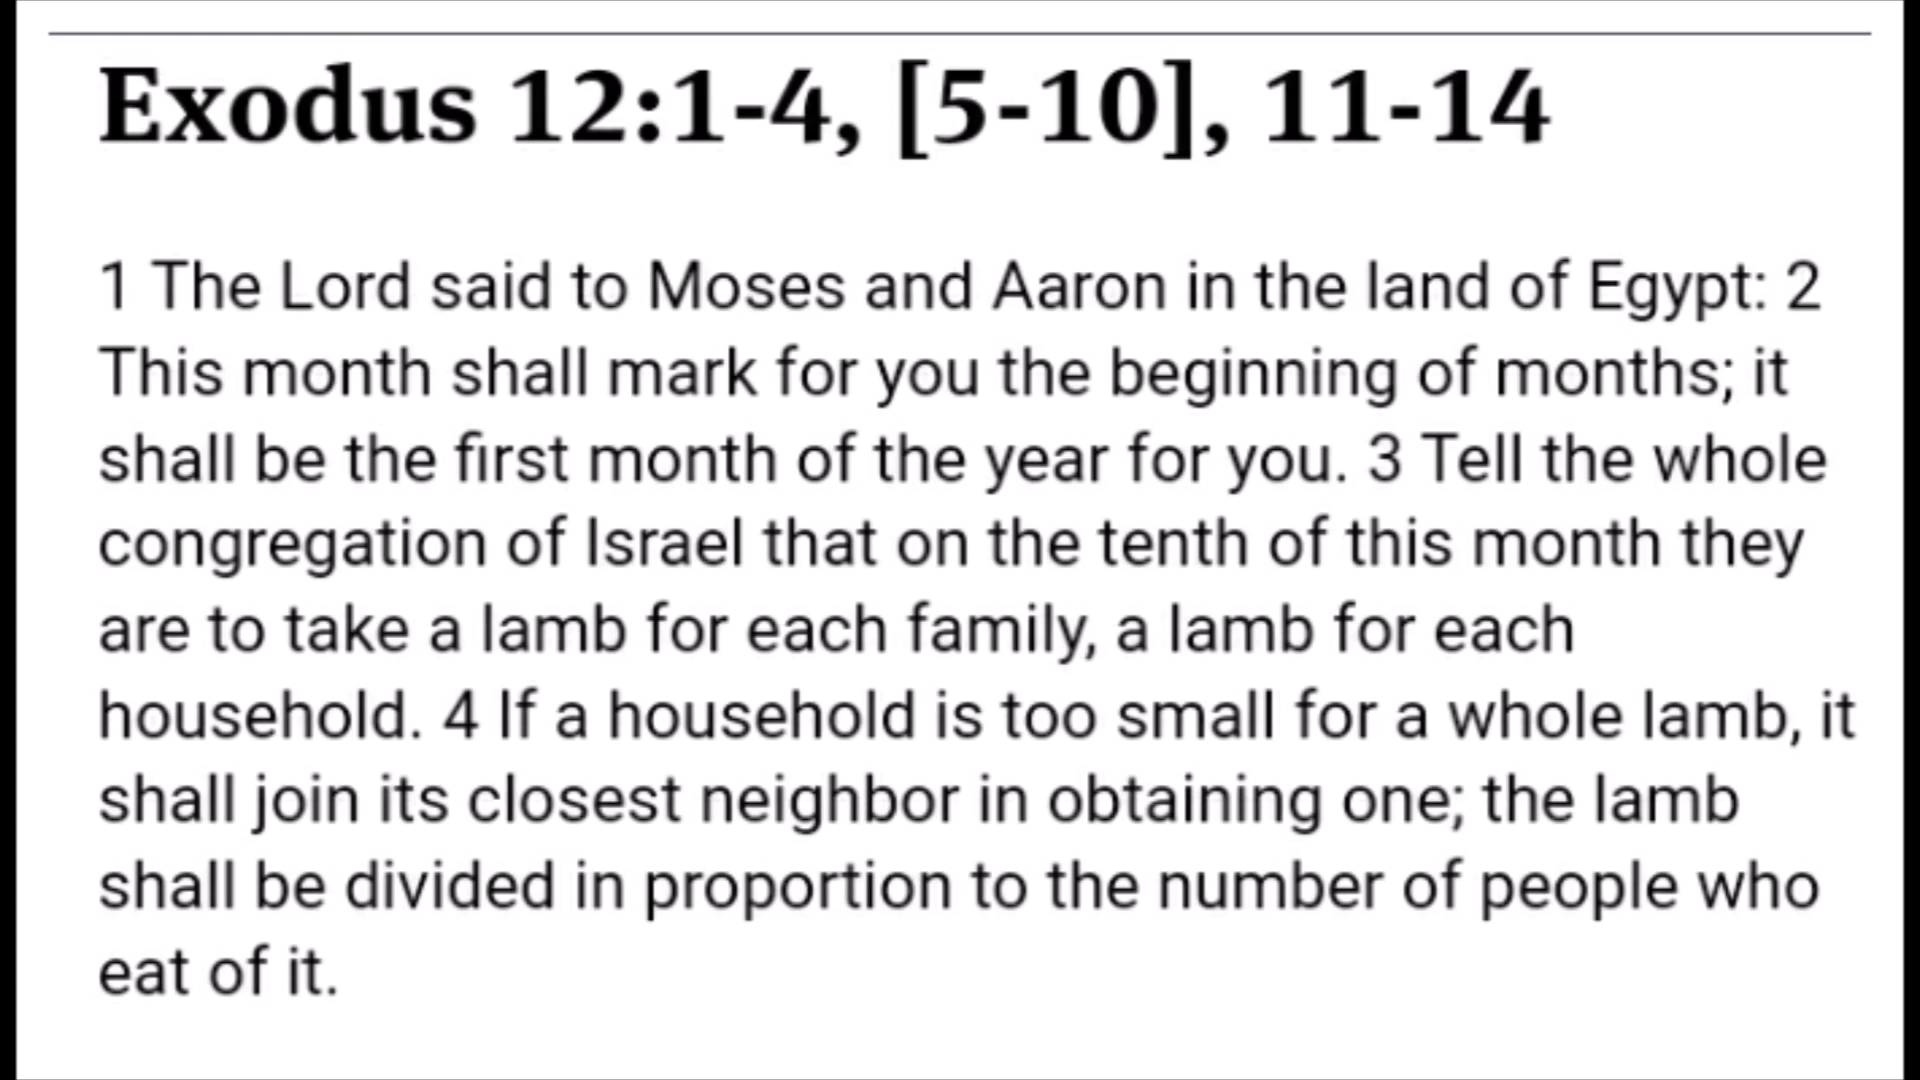 Exodus 12:1-4, [5-10], 11-14
1 The Lord said to Moses and Aaron in the land of Egypt: 2
This month shall mark for you the beginning of months; it
shall be the first month of the year for you. 3 Tell the whole
congregation of Israel that on the tenth of this month they
are to take a lamb for each family, a lamb for each
household. 4 If a household is too small for a whole lamb, it
shall join its closest neighbor in obtaining one; the lamb
shall be divided in proportion to the number of people who
eat of it.